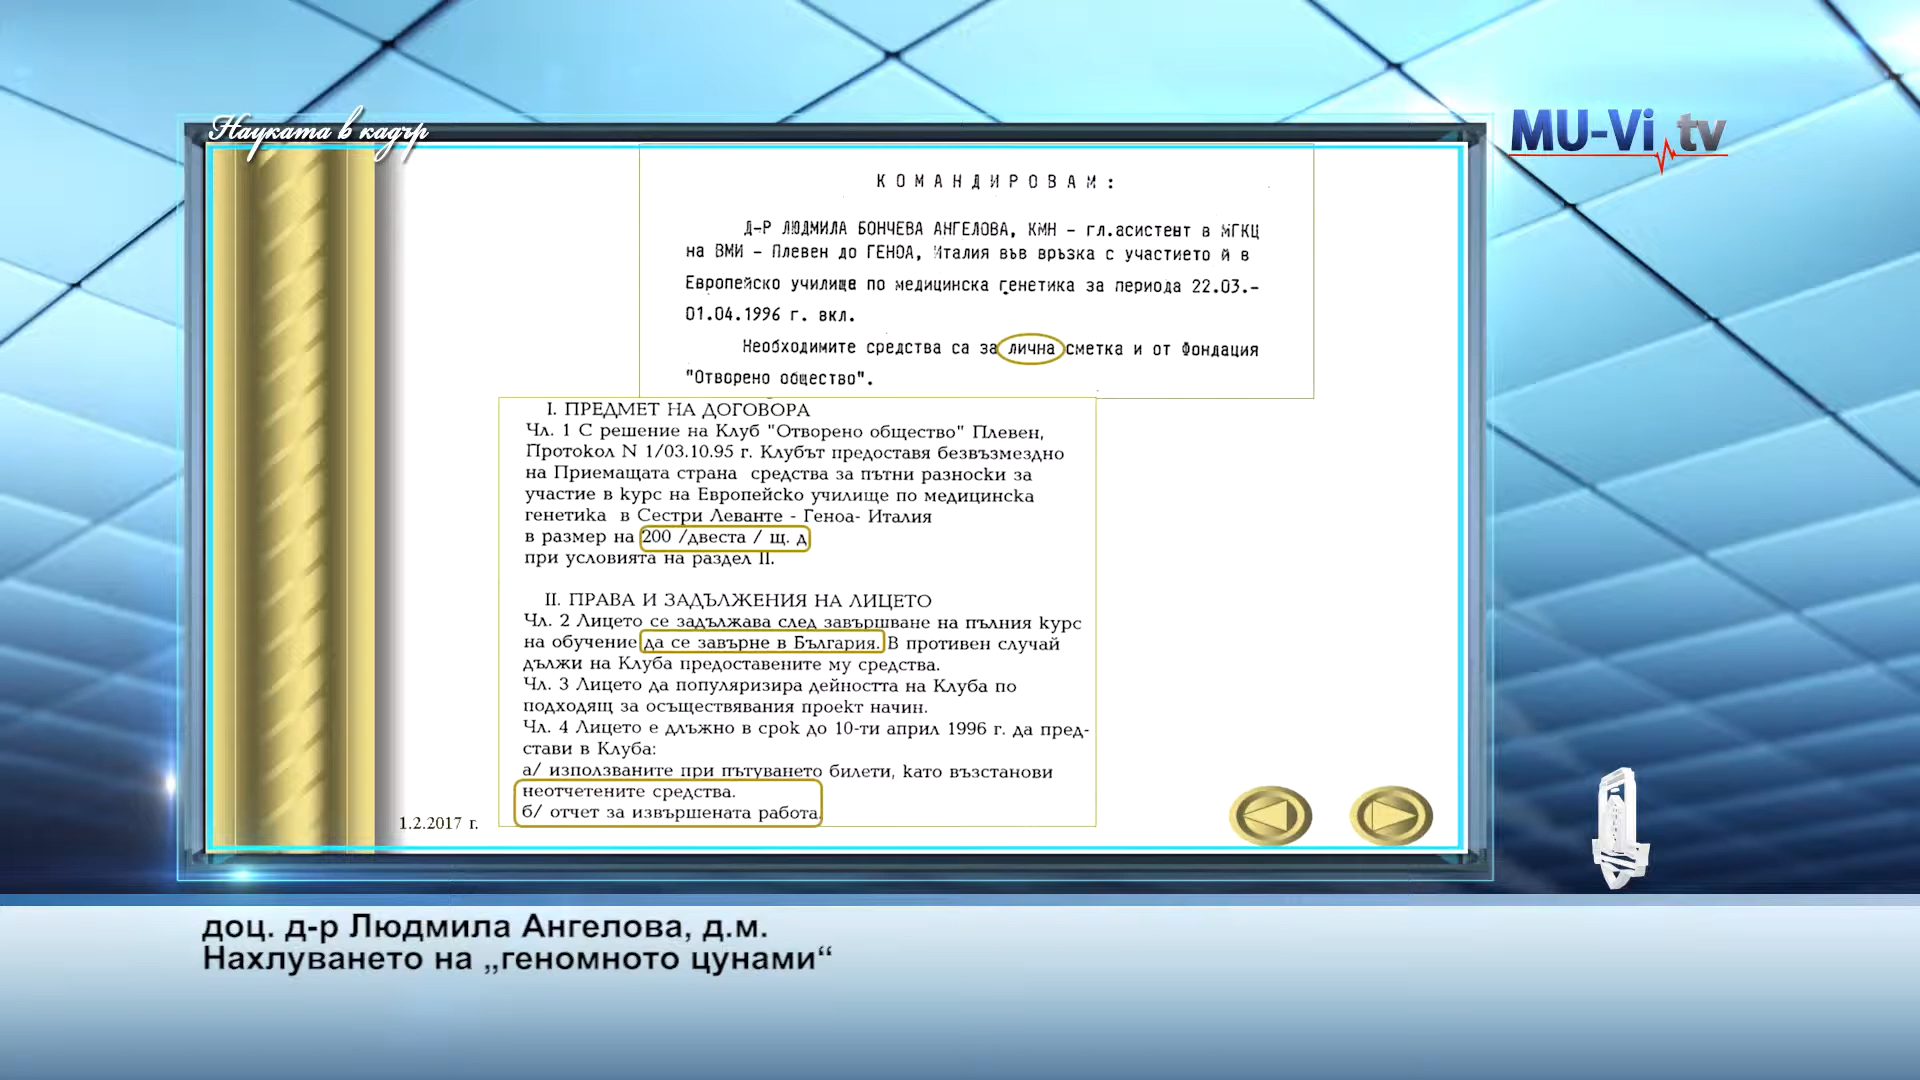 Науката в кадър
MU-Vi.tv
КОМАНДИРОВАМ:
Д-Р ЛЮДМИЛА БОНЧЕВА АНГЕЛОВА, КМН - гл.асистент в МГКЦ
на ВМИ - Плевен до ГЕНОА, Италия във връзка с участието й в
Европейско училище по медицинска генетика за периода 22.03.-
01.04.1996 г. вкл.
Необходимите средства са за лична сметка и от Фондация
"Отворено общество".
I. ПРЕДМЕТ НА ДОГОВОРА
Чл. 1 С решение на Клуб "Отворено общество" Плевен,
Протокол N 1/03.10.95 г. Клубът предоставя безвъзмездно
на Приемащата страна средства за пътни разноски за
участие в курс на Европейско училище по медицинска
генетика в Сестри Леванте - Геноа- Италия
в размер на 200 /двеста / щ. д
при условията на раздел II.
II. ПРАВА И ЗАДЪЛЖЕНИЯ НА ЛИЦЕТО
Чл. 2 Лицето се задължава след завършване на пълния курс
на обучение да се завърне в България. В противен случай
дължи на Клуба предоставените му средства.
Чл. 3 Лицето да популяризира дейността на Клуба по
подходящ за осъществявания проект начин.
Чл. 4 Лицето е длъжно в срок до 10-ти април 1996 г. да пред-
стави в Клуба:
а/ използваните при пътуването билети, като възстанови
неотчетените средства.
б/ отчет за извършената работа.
1.2.2017 г.
доц. д-р Людмила Ангелова, д.м.
Нахлуването на „геномното цунами“